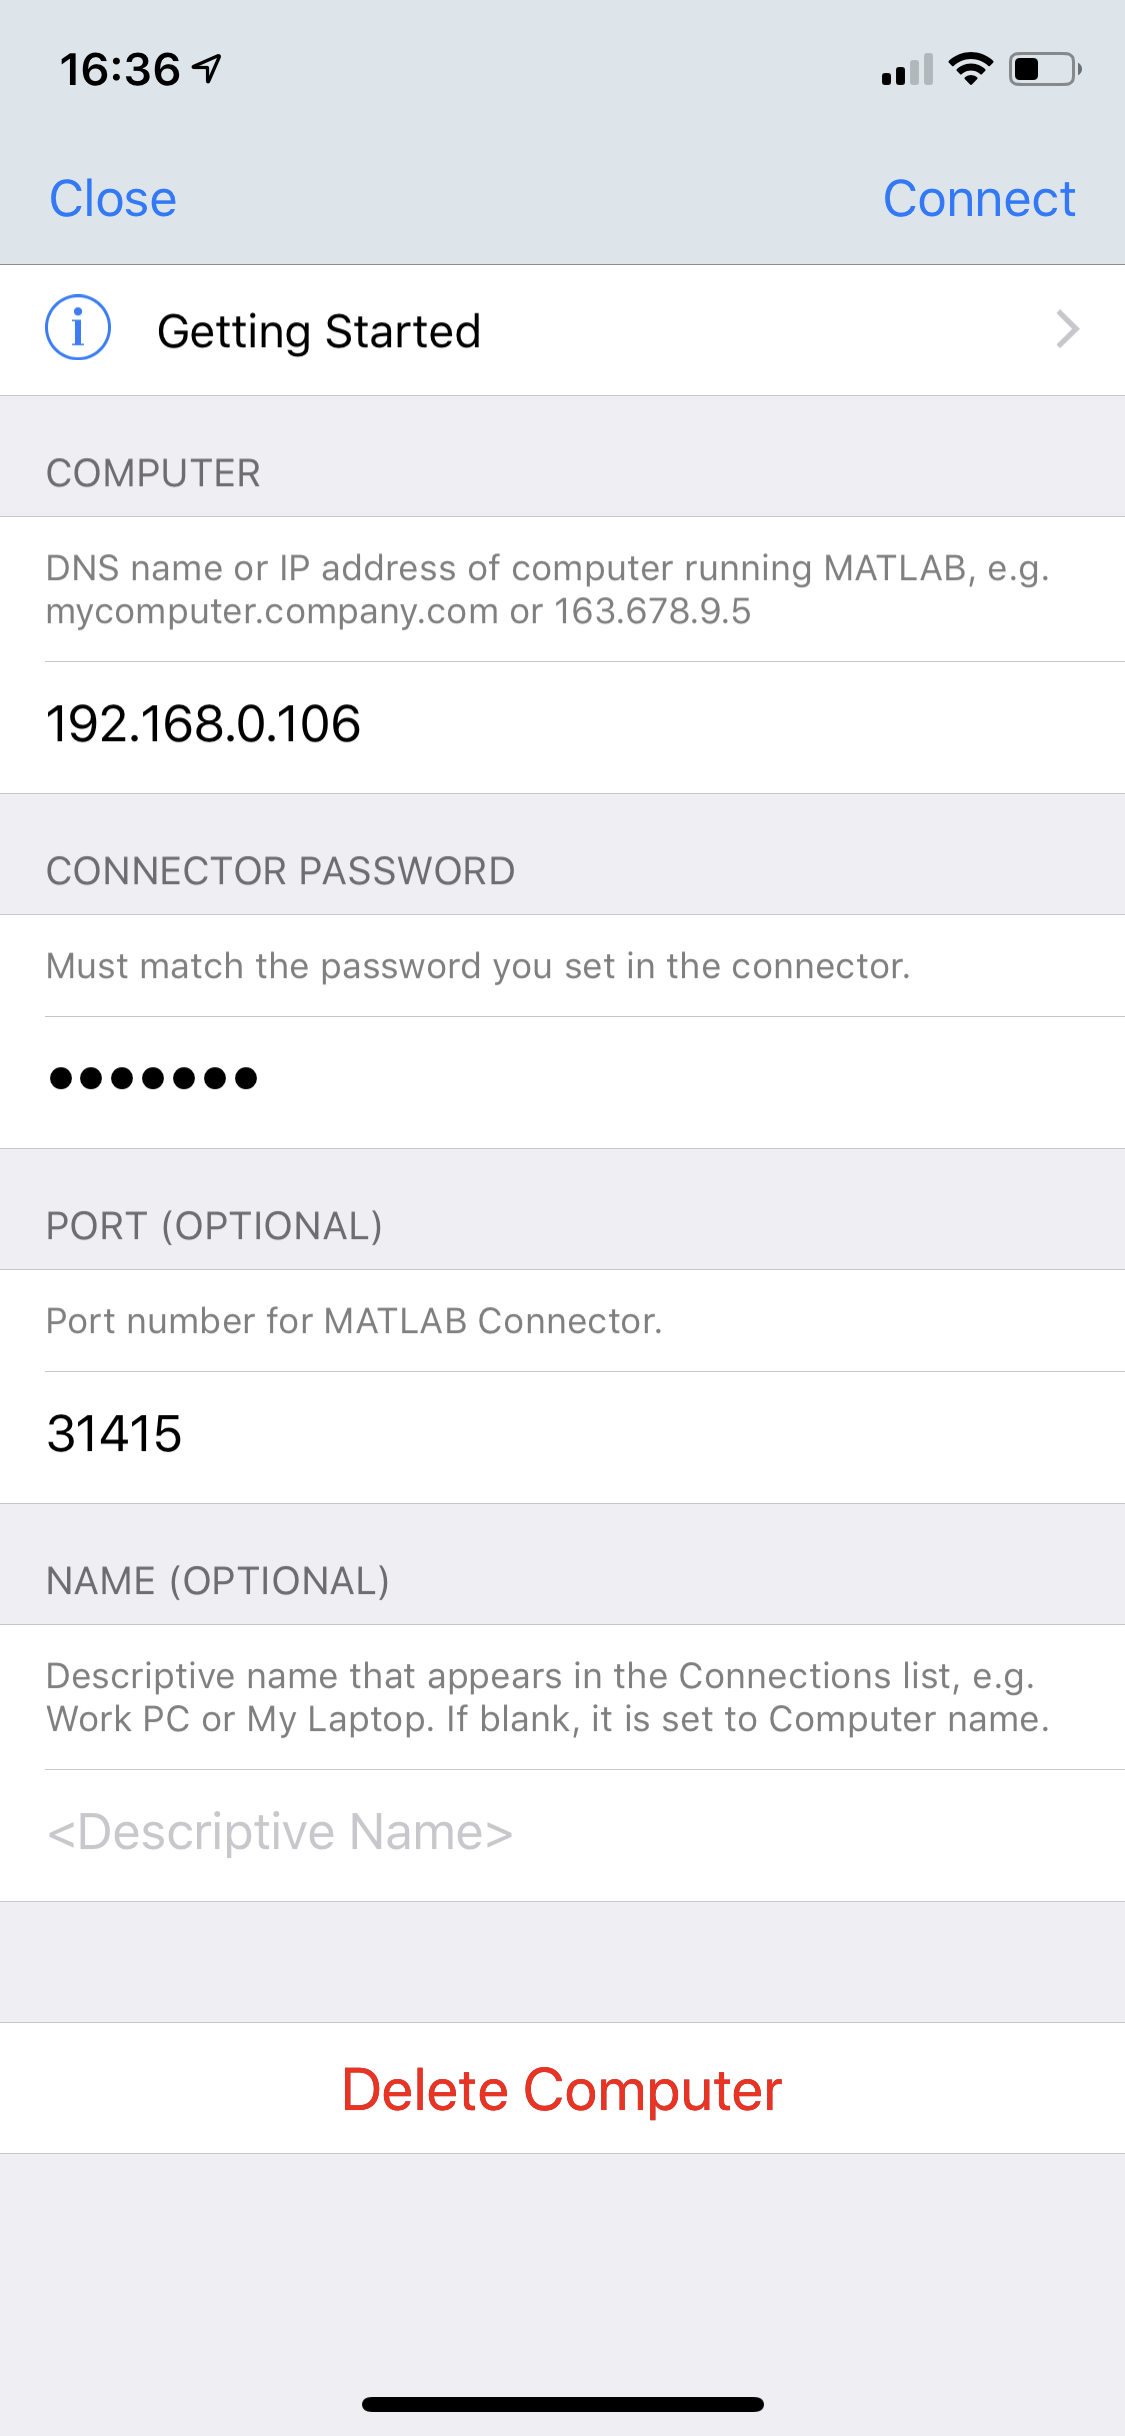 16:36
Close
Connect
Getting Started
COMPUTER
DNS name or IP address of computer running MATLAB, e.g.
mycomputer.company.com or 163.678.9.5
192.168.0.106
CONNECTOR PASSWORD
Must match the password you set in the connector.
•••••••
PORT (OPTIONAL)
Port number for MATLAB Connector.
31415
NAME (OPTIONAL)
Descriptive name that appears in the Connections list, e.g.
Work PC or My Laptop. If blank, it is set to Computer name.
<Descriptive Name>
Delete Computer